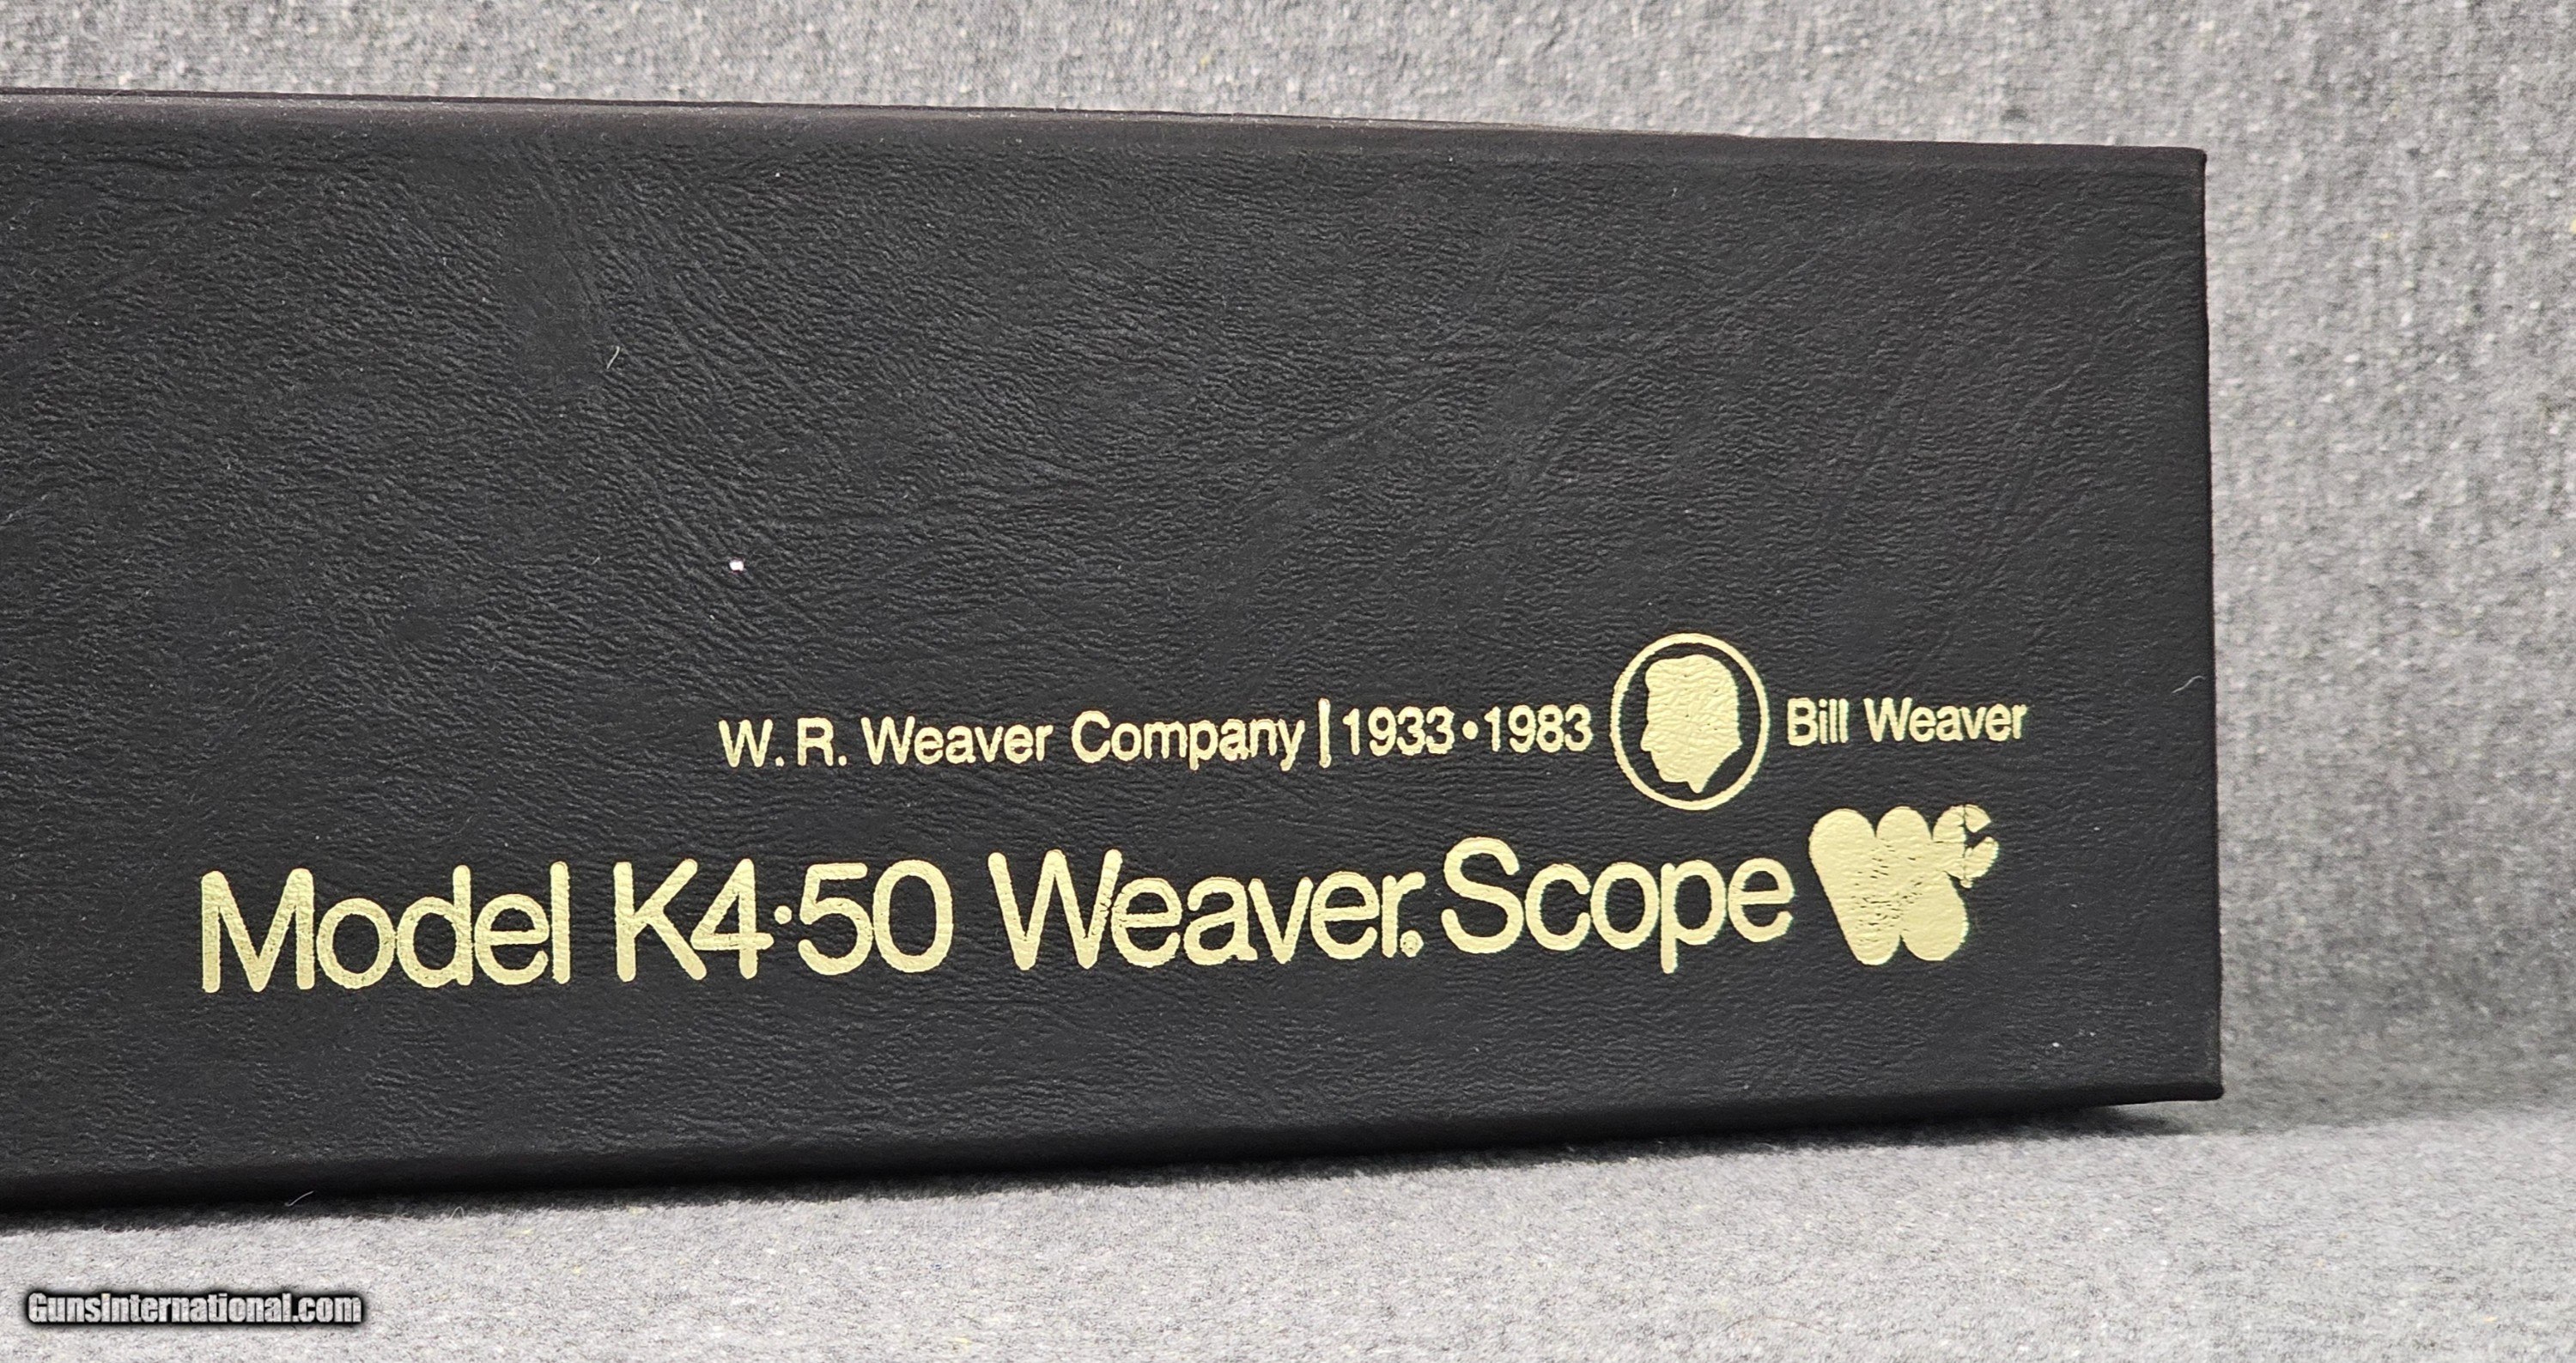 W. R. Weaver Company | 1933•1983 Bill Weaver
Model K4·50 Weaver® Scope
GunsInternational.com